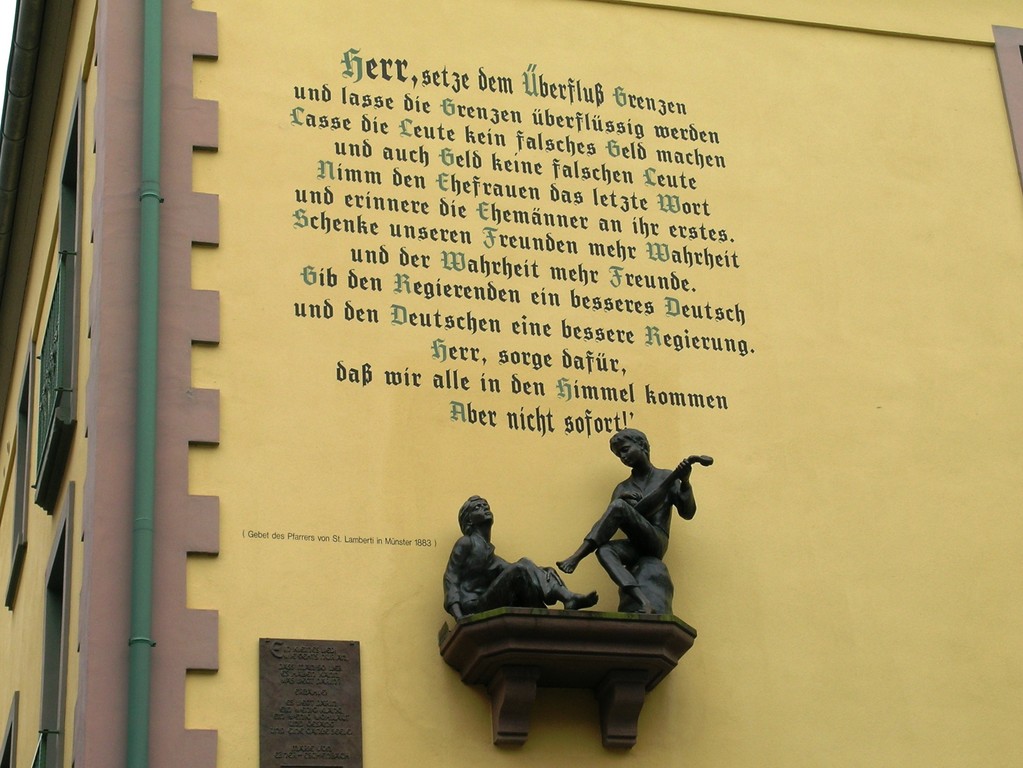 Herr, setze dem Überfluß Grenzen
und lasse die Grenzen überflüssig werden
Lasse die Leute kein falsches Geld machen
und auch Geld keine falschen Leute
Nimm den Ehefrauen das letzte Wort
und erinnere die Ehemänner an ihr erstes.
Schenke unseren Freunden mehr Wahrheit
und der Wahrheit mehr Freunde.
Gib den Regierenden ein besseres Deutsch
und den Deutschen eine bessere Regierung.
Herr, sorge dafür,
daß wir alle in den Himmel kommen
Aber nicht sofort!'
( Gebet des Pfarrers von St. Lamberti in Münster 1883 )